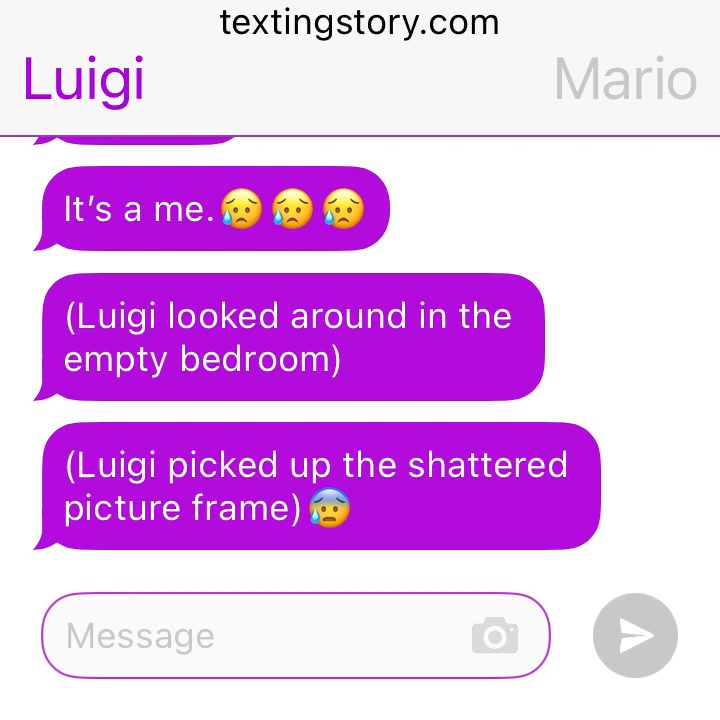 textingstory.com
Luigi Mario
It’s a me.😥😥😥
(Luigi looked around in the
empty bedroom)
(Luigi picked up the shattered
picture frame)😰
Message